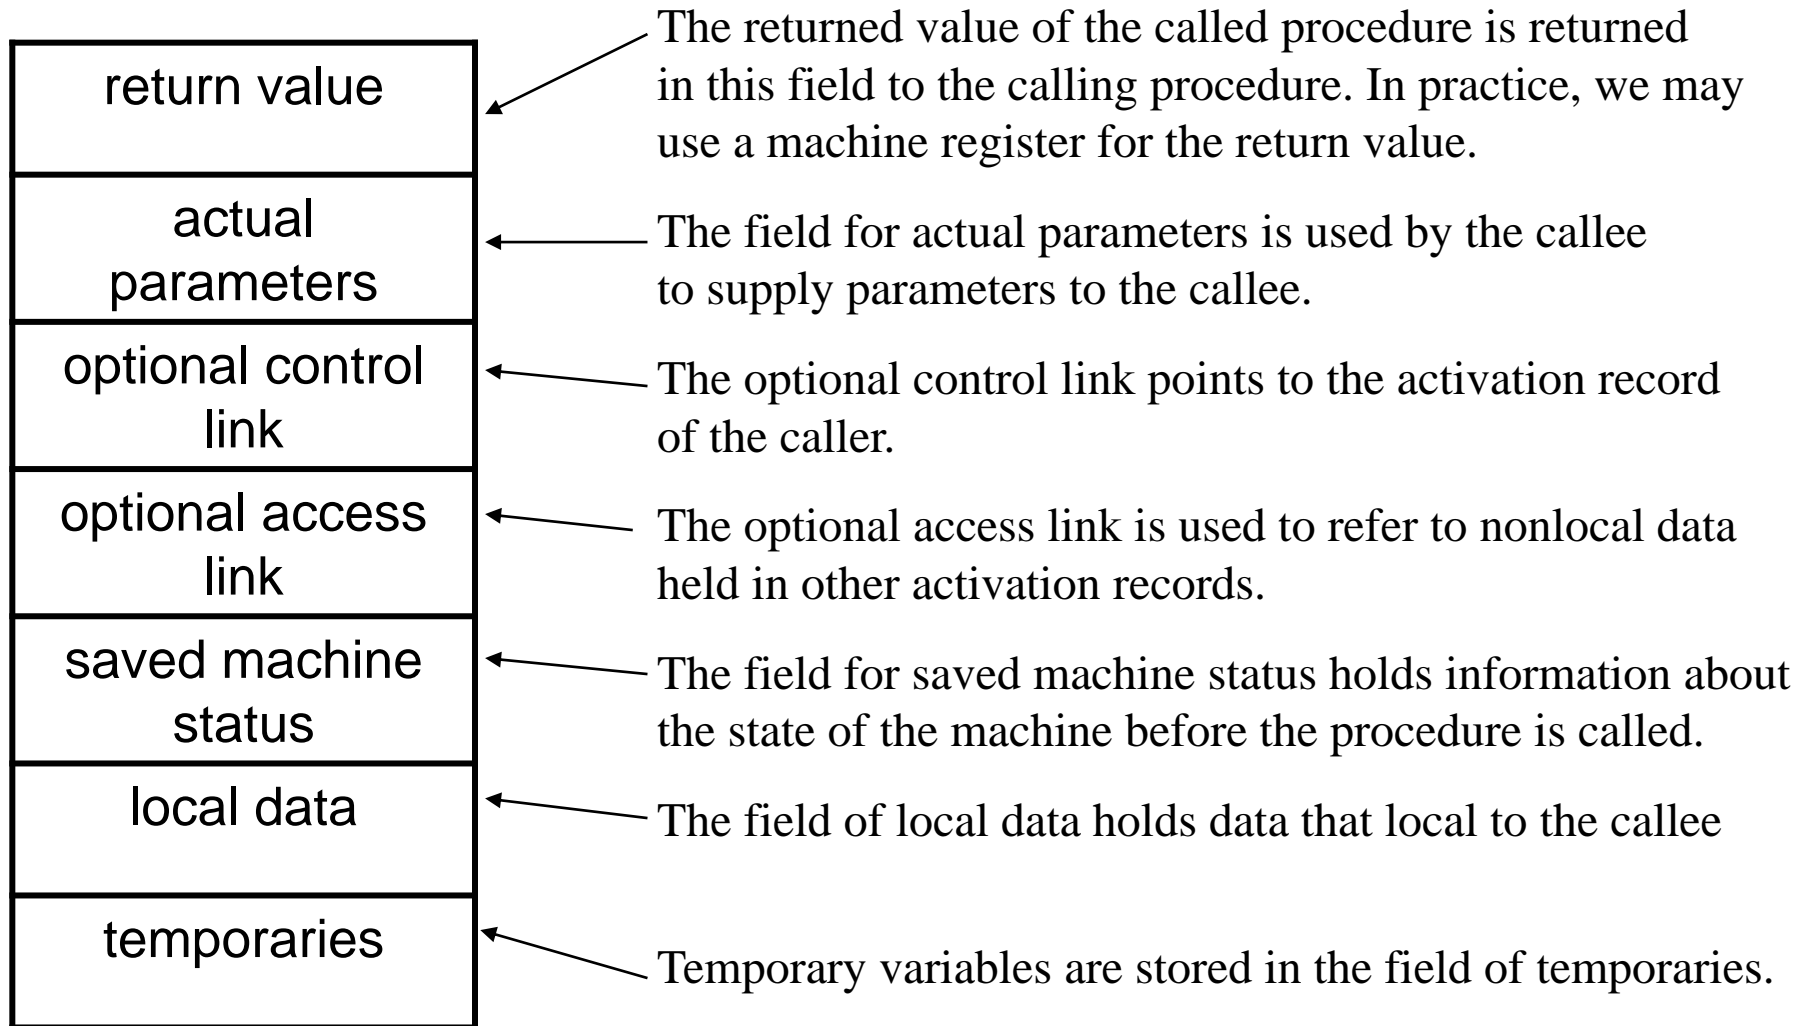 return value
The returned value of the called procedure is returned
in this field to the calling procedure. In practice, we may
use a machine register for the return value.
actual
parameters
The field for actual parameters is used by the callee
to supply parameters to the callee.
optional control
link
The optional control link points to the activation record
of the caller.
optional access
link
The optional access link is used to refer to nonlocal data
held in other activation records.
saved machine
status
The field for saved machine status holds information about
the state of the machine before the procedure is called.
local data
The field of local data holds data that local to the callee
temporaries
Temporary variables are stored in the field of temporaries.